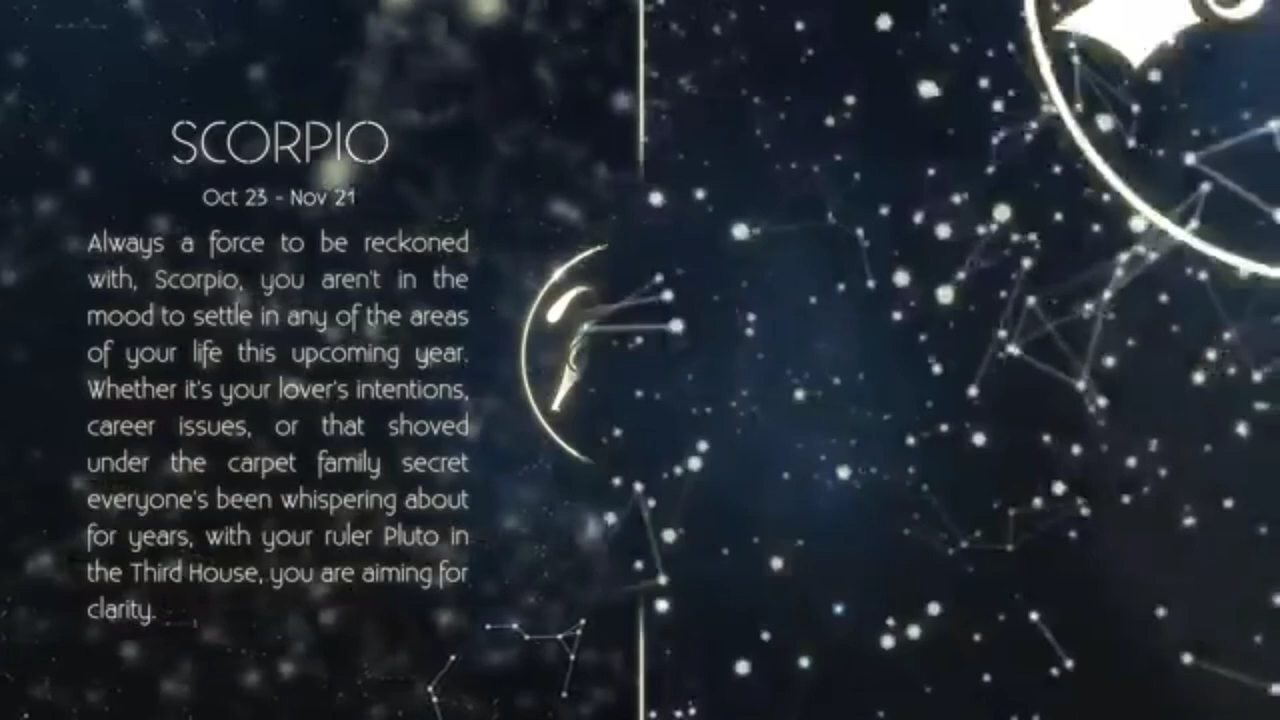 SCORPIO
Oct 23 - Nov 21
Always a force to be reckoned
with, Scorpio, you aren't in the
mood to settle in any of the areas
of your life this upcoming year.
Whether it's your lover's intentions,
career issues, or that shoved
under the carpet family secret
everyone's been whispering about
for years, with your ruler Pluto in
the Third House, you are aiming for
clarity.